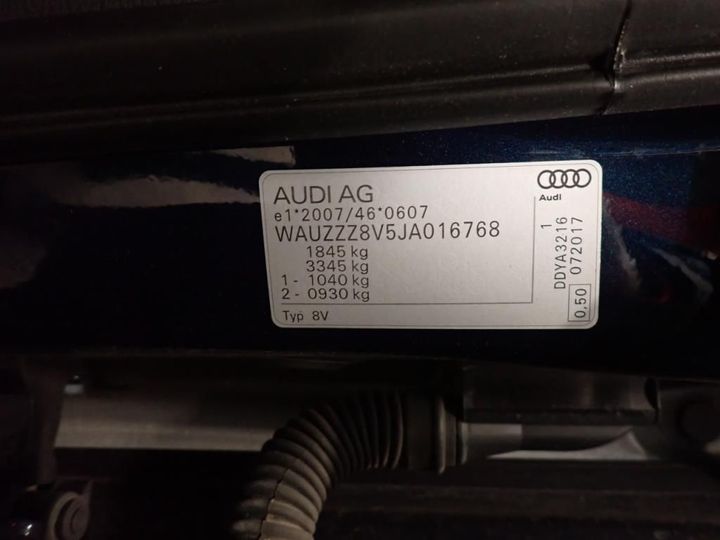 AUDI AG
e1*2007/46*0607
WAUZZZ8V5JA016768
1845 kg
3345 kg
1 - 1040 kg
2 - 0930 kg
Typ 8V
Audi
1
DDYA3216
072017
0,50